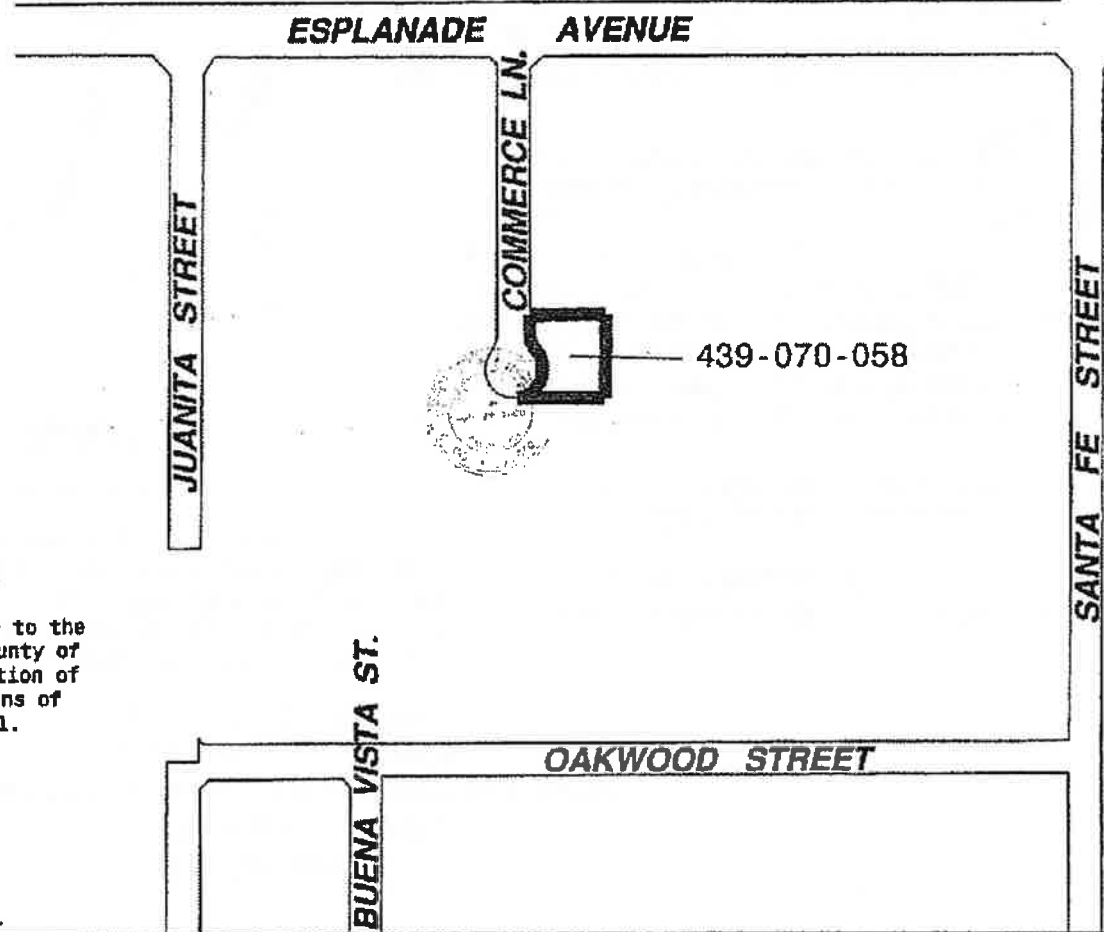 ESPLANADE AVENUE
COMMERCE LN.
JUANITA STREET
439-070-058
SANTA FE STREET
to the
unty of
tion of
ns of
l.
BUENA VISTA ST.
OAKWOOD STREET